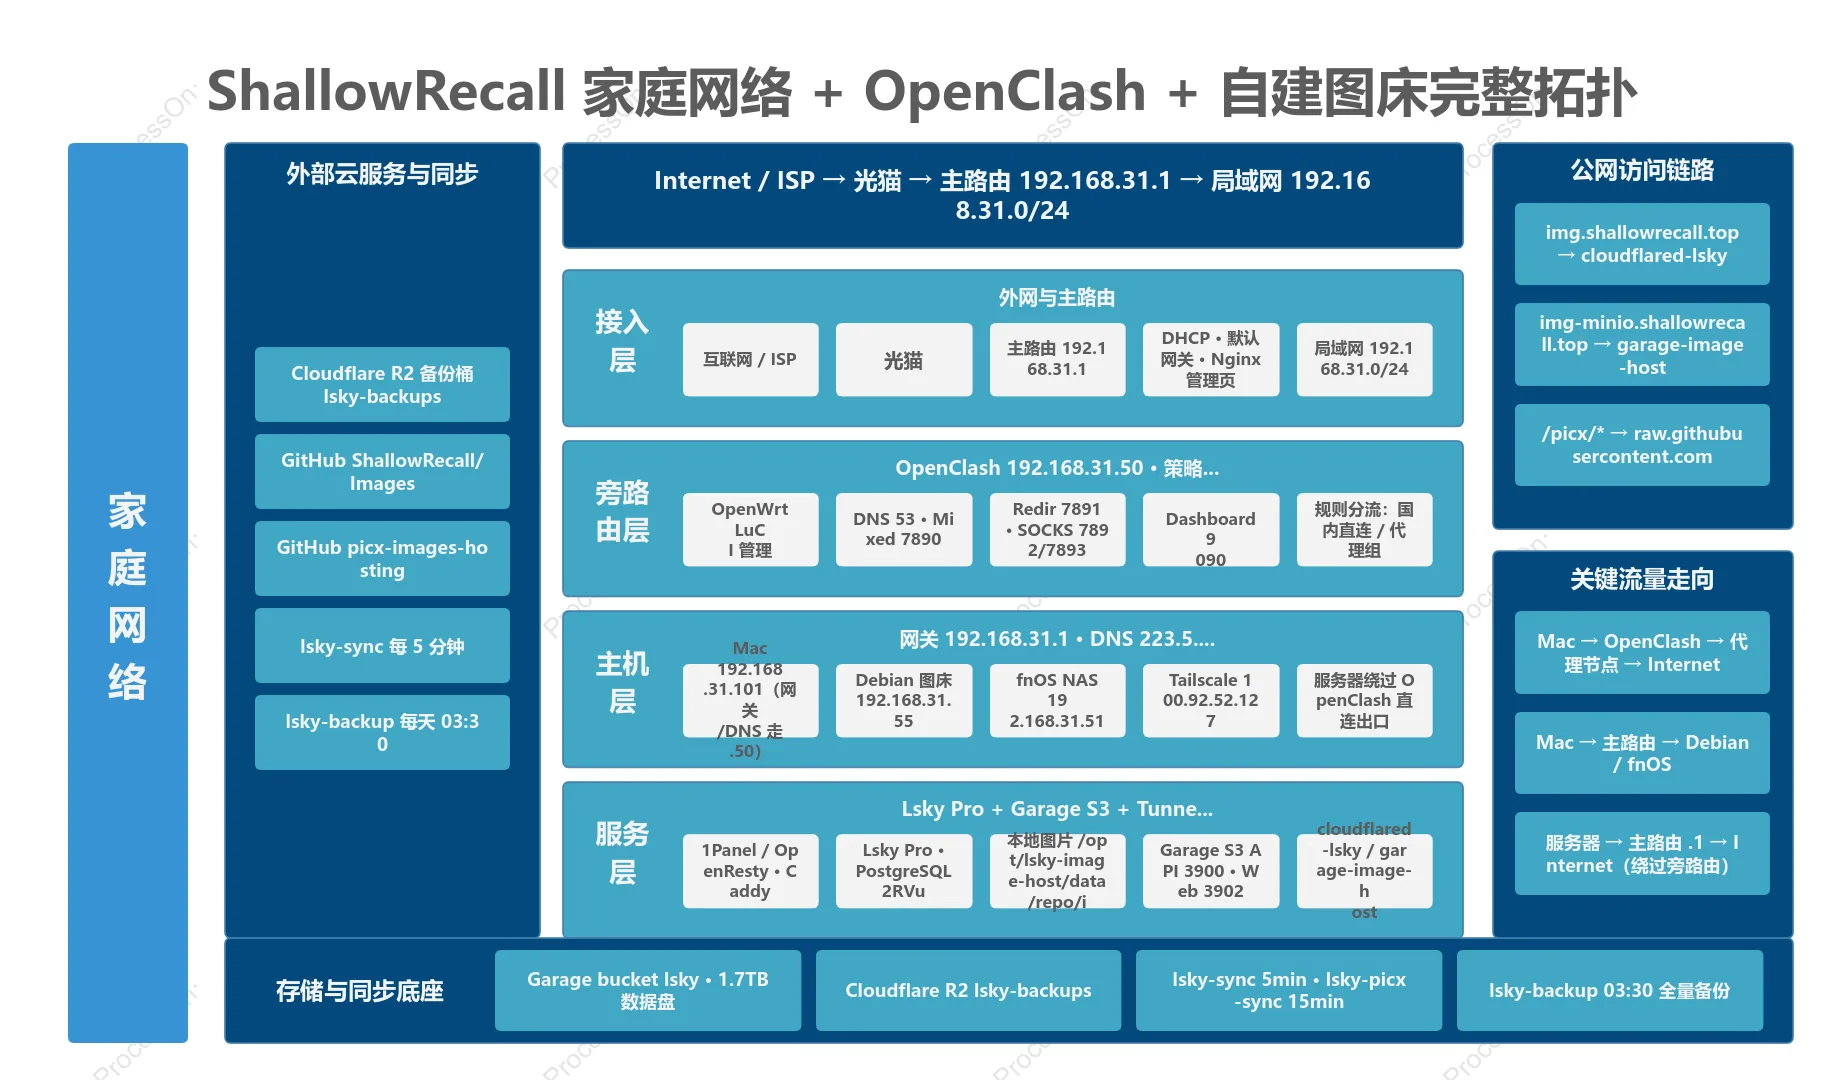 ShallowRecall 家庭网络 + OpenClash + 自建图床完整拓扑
家
庭
网
络
外部云服务与同步
Cloudflare R2 备份桶
lsky-backups
GitHub ShallowRecall/
Images
GitHub picx-images-ho
sting
lsky-sync 每 5 分钟
lsky-backup 每天 03:3
0
Internet / ISP → 光猫 → 主路由 192.168.31.1 → 局域网 192.16
8.31.0/24
接入
层
外网与主路由
互联网 / ISP
光猫
主路由 192.1
68.31.1
DHCP • 默认
网关 • Nginx
管理页
局域网 192.1
68.31.0/24
旁路
由层
OpenClash 192.168.31.50 • 策略...
OpenWrt
LuC
I 管理
DNS 53 • Mi
xed 7890
Redir 7891
• SOCKS 789
2/7893
Dashboard
9
090
规则分流：国
内直连 / 代
理组
主机
层
网关 192.168.31.1 • DNS 223.5....
Mac
192.168
.31.101（网
关
/DNS 走
.50）
Debian 图床
192.168.31.
55
fnOS NAS
19
2.168.31.51
Tailscale 1
00.92.52.12
7
服务器绕过 O
penClash 直
连出口
服务
层
Lsky Pro + Garage S3 + Tunne...
1Panel / Op
enResty • C
addy
Lsky Pro •
PostgreSQL
2RVu
本地图片 /op
t/lsky-imag
e-host/data
/repo/i
Garage S3 A
PI 3900 • W
eb 3902
cloudflared
-lsky / gar
age-image-
h
ost
公网访问链路
img.shallowrecall.top
→ cloudflared-lsky
img-minio.shallowreca
ll.top → garage-image
-host
/picx/* → raw.githubu
sercontent.com
关键流量走向
Mac → OpenClash → 代
理节点 → Internet
Mac → 主路由 → Debian
/ fnOS
服务器 → 主路由 .1 → I
nternet（绕过旁路由）
存储与同步底座
Garage bucket lsky • 1.7TB
数据盘
Cloudflare R2 lsky-backups
lsky-sync 5min • lsky-picx
-sync 15min
lsky-backup 03:30 全量备份